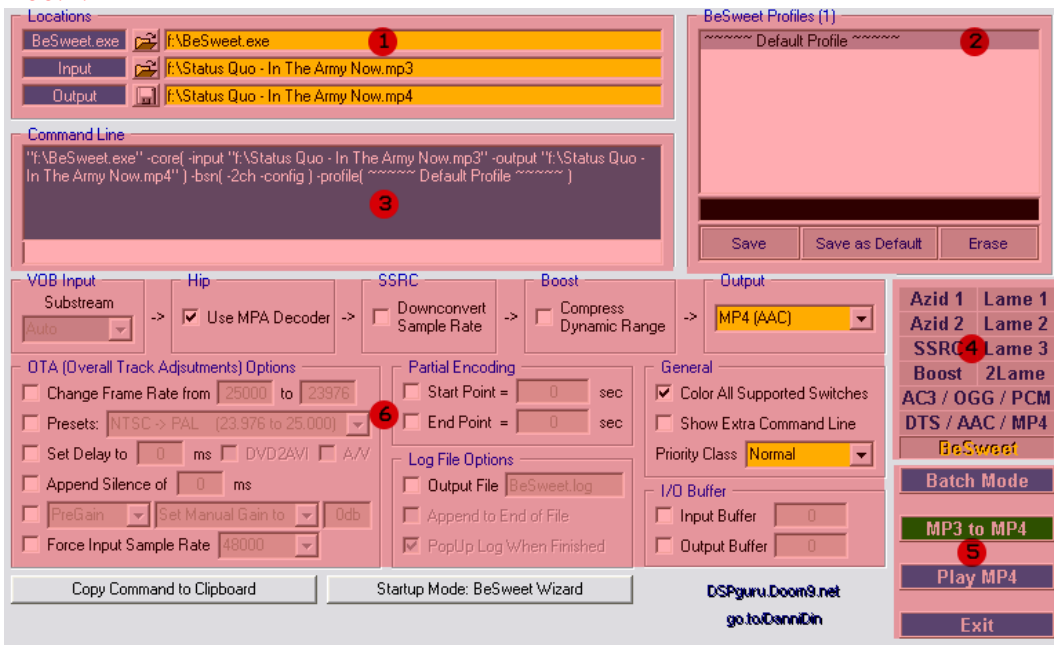 Locations
BeSweet.exe f:\BeSweet.exe
1
Input f:\Status Quo - In The Army Now.mp3
Output f:\Status Quo - In The Army Now.mp4
BeSweet Profiles (1)
~~~~~ Default Profile ~~~~~
2
Save Save as Default Erase
Command Line
"f:\BeSweet.exe" -core( -input "f:\Status Quo - In The Army Now.mp3" -output "f:\Status Quo -
In The Army Now.mp4" ) -bsn( -2ch -config ) -profile( ~~~~~ Default Profile ~~~~~ )
3
VOB Input
Substream
Auto
->
Hip
Use MPA Decoder
->
SSRC
Downconvert
Sample Rate
->
Boost
Compress
Dynamic Range
->
Output
MP4 (AAC)
OTA (Overall Track Adjsutments) Options
Change Frame Rate from 25000 to 23976
Presets: NTSC -> PAL (23.976 to 25.000)
6
Set Delay to 0 ms DVD2AVI A/V
Append Silence of 0 ms
PreGain Set Manual Gain to 0db
Force Input Sample Rate 48000
Partial Encoding
Start Point = 0 sec
End Point = 0 sec
Log File Options
Output File BeSweet.log
Append to End of File
PopUp Log When Finished
General
Color All Supported Switches
Show Extra Command Line
Priority Class Normal
I/O Buffer
Input Buffer 0
Output Buffer 0
Azid 1 Lame 1
Azid 2 Lame 2
SSRC Lame 3
4
Boost 2Lame
AC3 / OGG / PCM
DTS / AAC / MP4
BeSweet
Batch Mode
MP3 to MP4
5
Play MP4
Exit
Copy Command to Clipboard
Startup Mode: BeSweet Wizard
DSPguru.Doom9.net
go.to/DanniDin